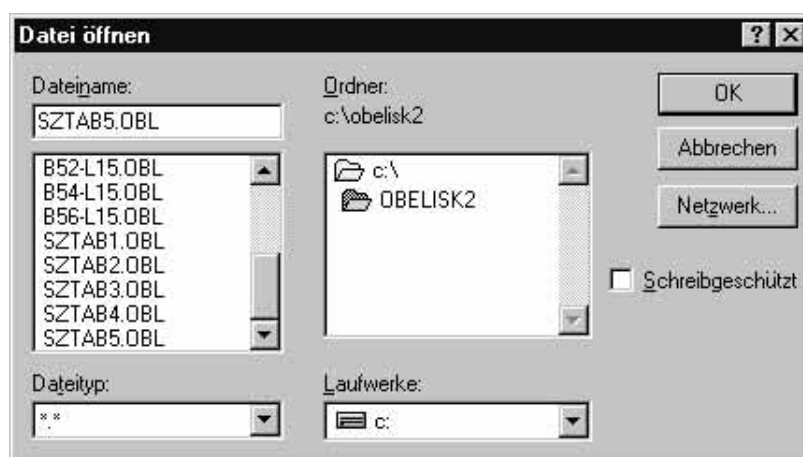 Datei öffnen
Dateiname:
SZTAB5.OBL
B52-L15.OBL
B54-L15.OBL
B56-L15.OBL
SZTAB1.OBL
SZTAB2.OBL
SZTAB3.OBL
SZTAB4.OBL
SZTAB5.OBL
Dateityp:
*.*
Ordner:
c:\obelisk2
c:\
OBELISK2
Laufwerke:
c:
OK
Abbrechen
Netzwerk...
Schreibgeschützt